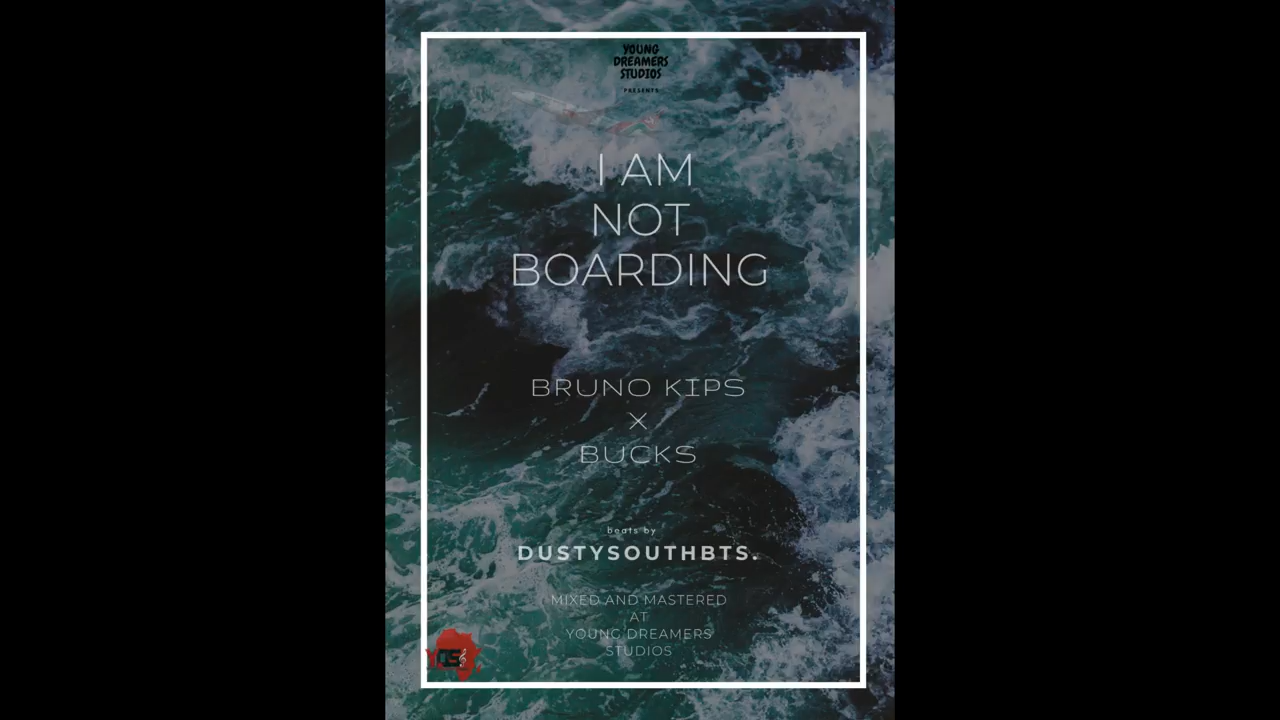 YOUNG
DREAMERS
STUDIOS
PRESENTS
I AM
NOT
BOARDING
BRUNO KIPS
X
BUCKS
beats by
DUSTYSOUTHBTS.
MIXED AND MASTERED
AT
YOUNG DREAMERS
STUDIOS
YDS